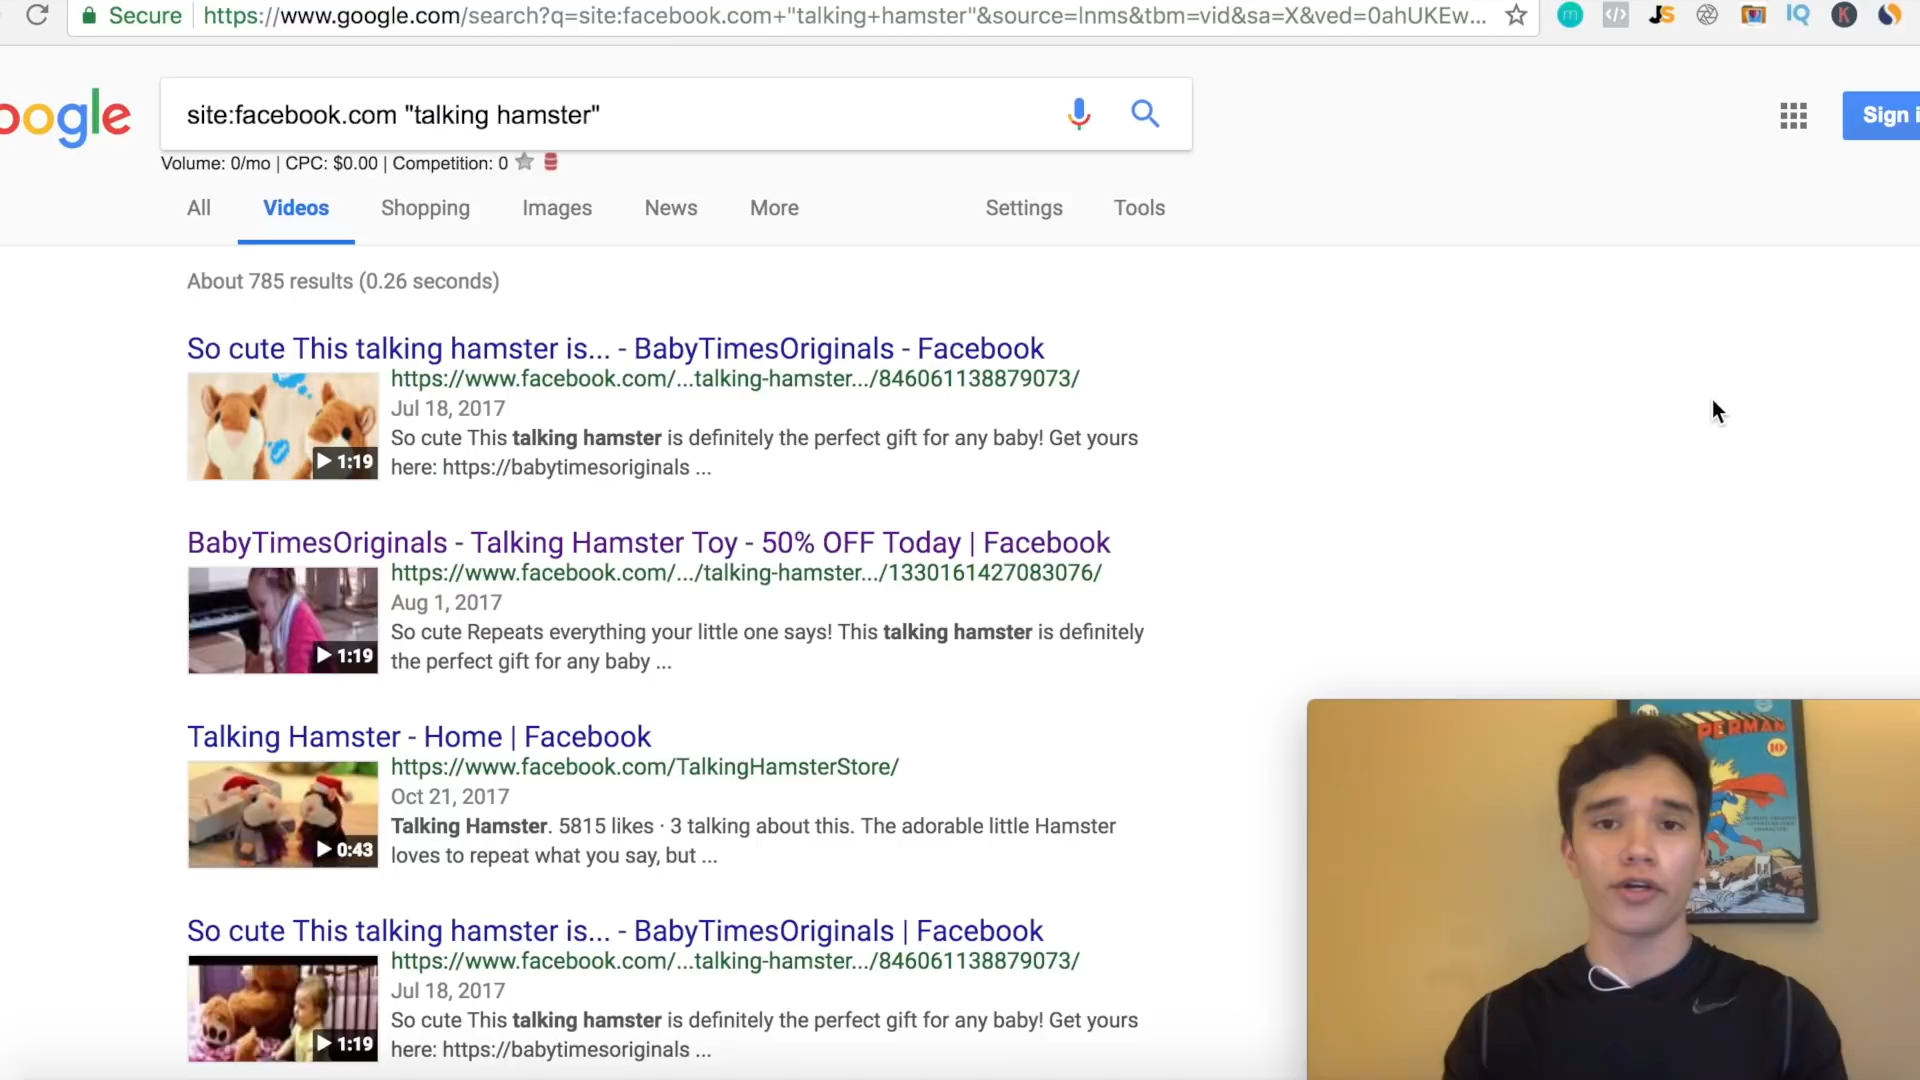 Secure https://www.google.com/search?q=site:facebook.com+"talking+hamster"&source=lnms&tbm=vid&sa=X&ved=0ahUKEw...
JS IQ K
oogle site:facebook.com "talking hamster" Sign i
Volume: 0/mo | CPC: $0.00 | Competition: 0
All Videos Shopping Images News More Settings Tools
About 785 results (0.26 seconds)
So cute This talking hamster is... - BabyTimesOriginals - Facebook
https://www.facebook.com/...talking-hamster.../846061138879073/
Jul 18, 2017
So cute This talking hamster is definitely the perfect gift for any baby! Get yours
1:19
here: https://babytimesoriginals ...
BabyTimesOriginals - Talking Hamster Toy - 50% OFF Today | Facebook
https://www.facebook.com/.../talking-hamster.../1330161427083076/
Aug 1, 2017
So cute Repeats everything your little one says! This talking hamster is definitely
1:19
the perfect gift for any baby ...
Talking Hamster - Home | Facebook
https://www.facebook.com/TalkingHamsterStore/
Oct 21, 2017
Talking Hamster. 5815 likes · 3 talking about this. The adorable little Hamster
0:43
loves to repeat what you say, but ...
So cute This talking hamster is... - BabyTimesOriginals | Facebook
https://www.facebook.com/...talking-hamster.../846061138879073/
Jul 18, 2017
So cute This talking hamster is definitely the perfect gift for any baby! Get yours
1:19
here: https://babytimesoriginals ...
PERMAN
10¢